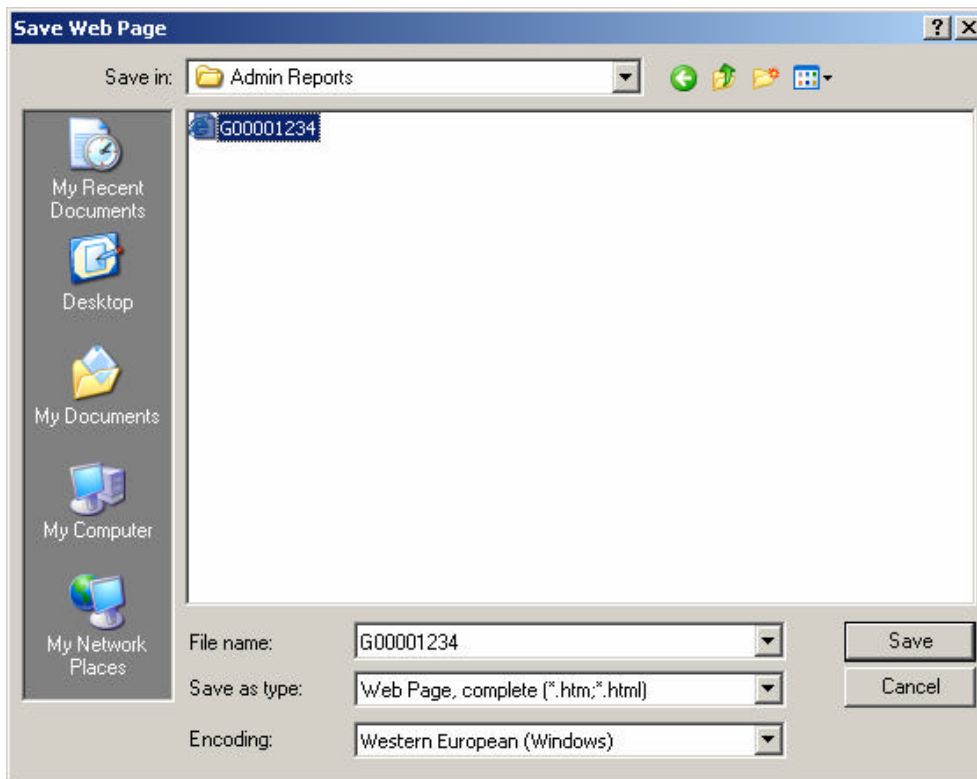 Save Web Page
Save in:
Admin Reports
G00001234
My Recent
Documents
Desktop
My Documents
My Computer
My Network
Places
File name:
G00001234
Save
Save as type:
Web Page, complete (*.htm;*.html)
Cancel
Encoding:
Western European (Windows)